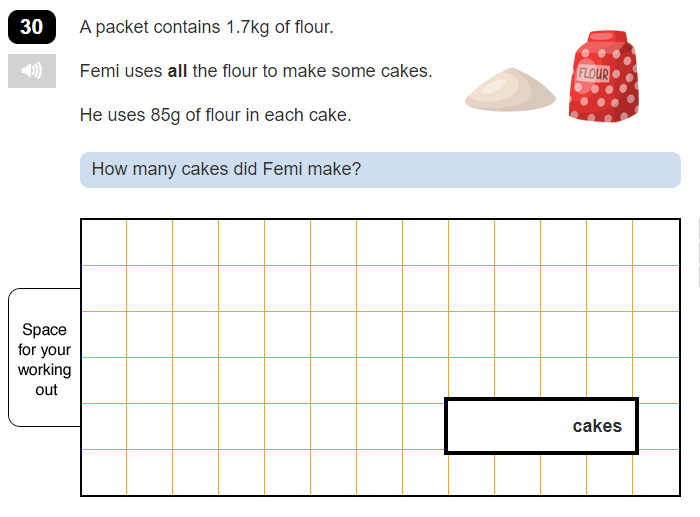 30
A packet contains 1.7kg of flour.
Femi uses all the flour to make some cakes.
He uses 85g of flour in each cake.
FLOUR
How many cakes did Femi make?
Space
for your
working
out
cakes